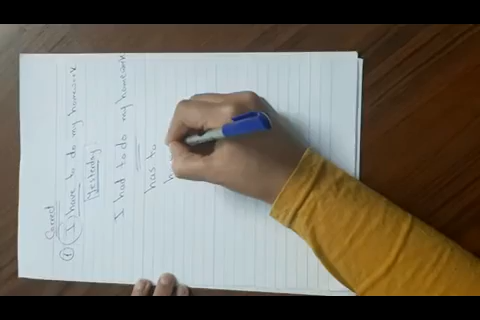 Correct
① I have to do my homework
Yesterday:
I had to do my homework
has to